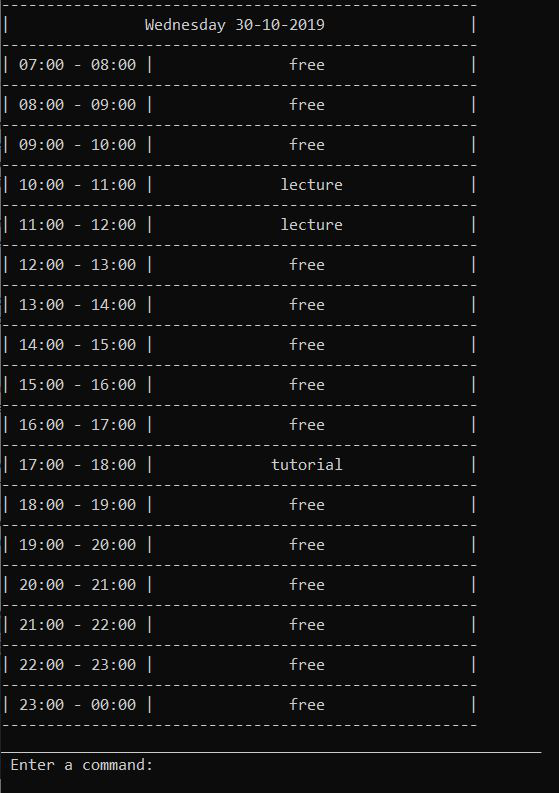 -----------------------------------------------------
|               Wednesday 30-10-2019                |
-----------------------------------------------------
| 07:00 - 08:00 |               free                |
-----------------------------------------------------
| 08:00 - 09:00 |               free                |
-----------------------------------------------------
| 09:00 - 10:00 |               free                |
-----------------------------------------------------
| 10:00 - 11:00 |              lecture              |
-----------------------------------------------------
| 11:00 - 12:00 |              lecture              |
-----------------------------------------------------
| 12:00 - 13:00 |               free                |
-----------------------------------------------------
| 13:00 - 14:00 |               free                |
-----------------------------------------------------
| 14:00 - 15:00 |               free                |
-----------------------------------------------------
| 15:00 - 16:00 |               free                |
-----------------------------------------------------
| 16:00 - 17:00 |               free                |
-----------------------------------------------------
| 17:00 - 18:00 |             tutorial              |
-----------------------------------------------------
| 18:00 - 19:00 |               free                |
-----------------------------------------------------
| 19:00 - 20:00 |               free                |
-----------------------------------------------------
| 20:00 - 21:00 |               free                |
-----------------------------------------------------
| 21:00 - 22:00 |               free                |
-----------------------------------------------------
| 22:00 - 23:00 |               free                |
-----------------------------------------------------
| 23:00 - 00:00 |               free                |
-----------------------------------------------------
____________________________________________________________
 Enter a command: